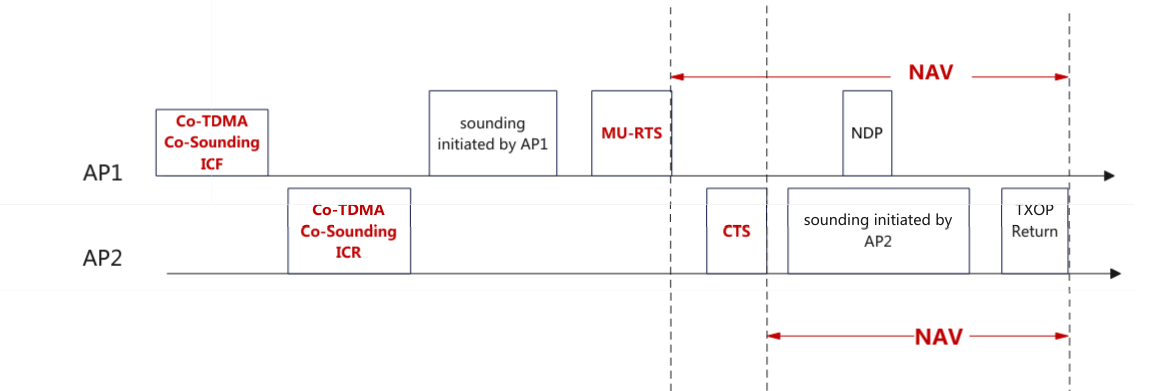 NAV
Co-TDMA
Co-Sounding
ICF
sounding
initiated by AP1
MU-RTS
NDP
AP1
Co-TDMA
Co-Sounding
ICR
CTS
sounding initiated by
AP2
TXOP
Return
AP2
NAV